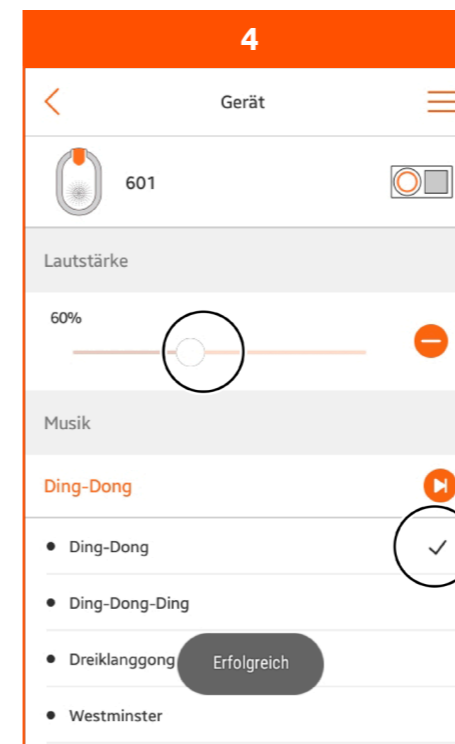 4
Gerät
601
Lautstärke
60%
Musik
Ding-Dong
Ding-Dong
Ding-Dong-Ding
Dreiklanggong
Erfolgreich
Westminster